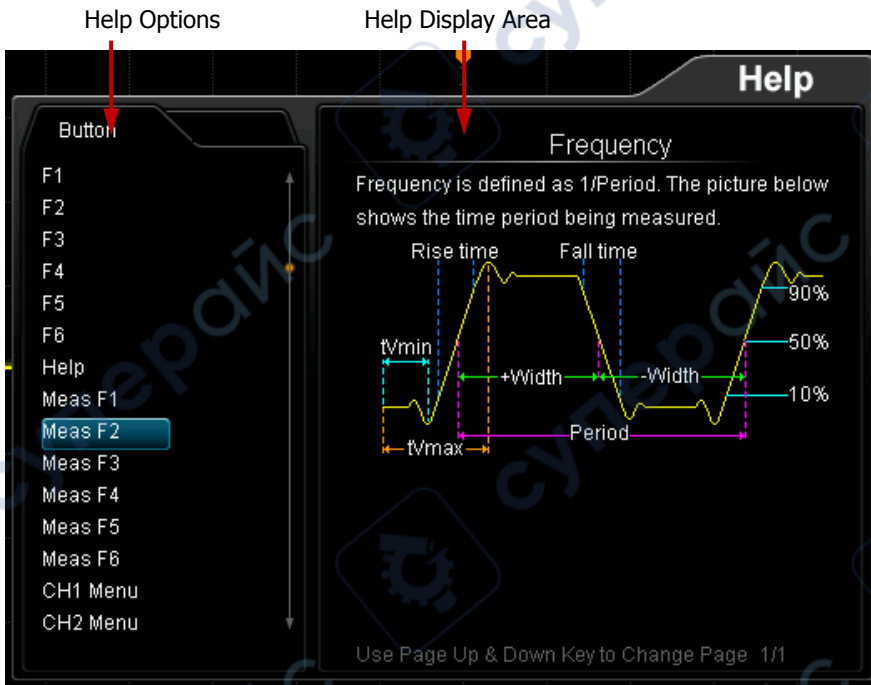 Help Options
Help Display Area
Help
Button
F1
F2
F3
F4
F5
F6
Help
Meas F1
Meas F2
Meas F3
Meas F4
Meas F5
Meas F6
CH1 Menu
CH2 Menu
Frequency
Frequency is defined as 1/Period. The picture below
shows the time period being measured.
Rise time
Fall time
90%
tVmin
50%
+Width
-Width
10%
Period
tVmax
Use Page Up & Down Key to Change Page 1/1
суперайс
суперайс